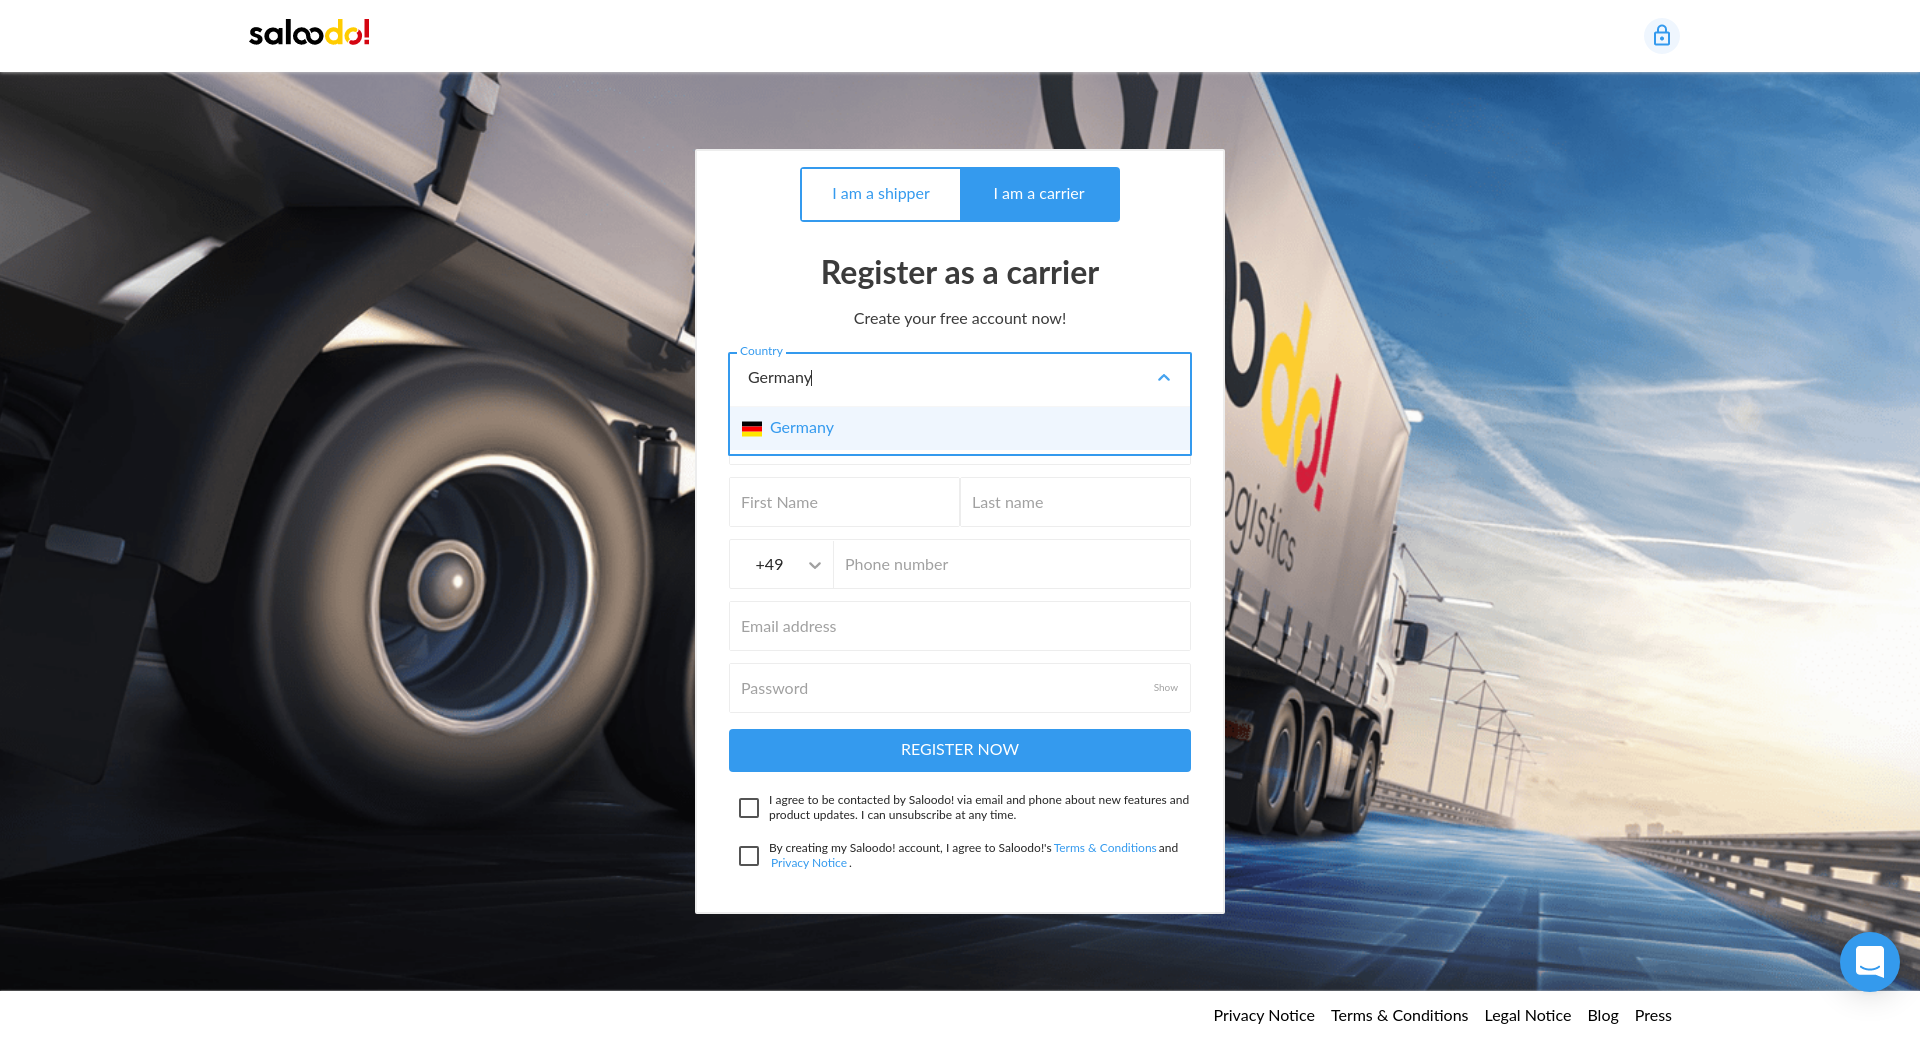 saloodo!
I am a shipper
I am a carrier
Register as a carrier
Create your free account now!
Country
Germany
Germany
First Name
Last name
+49
Phone number
Email address
Password
Show
REGISTER NOW
I agree to be contacted by Saloodo! via email and phone about new features and
product updates. I can unsubscribe at any time.
By creating my Saloodo! account, I agree to Saloodo!'s Terms & Conditions and
Privacy Notice .
Privacy Notice
Terms & Conditions
Legal Notice
Blog
Press